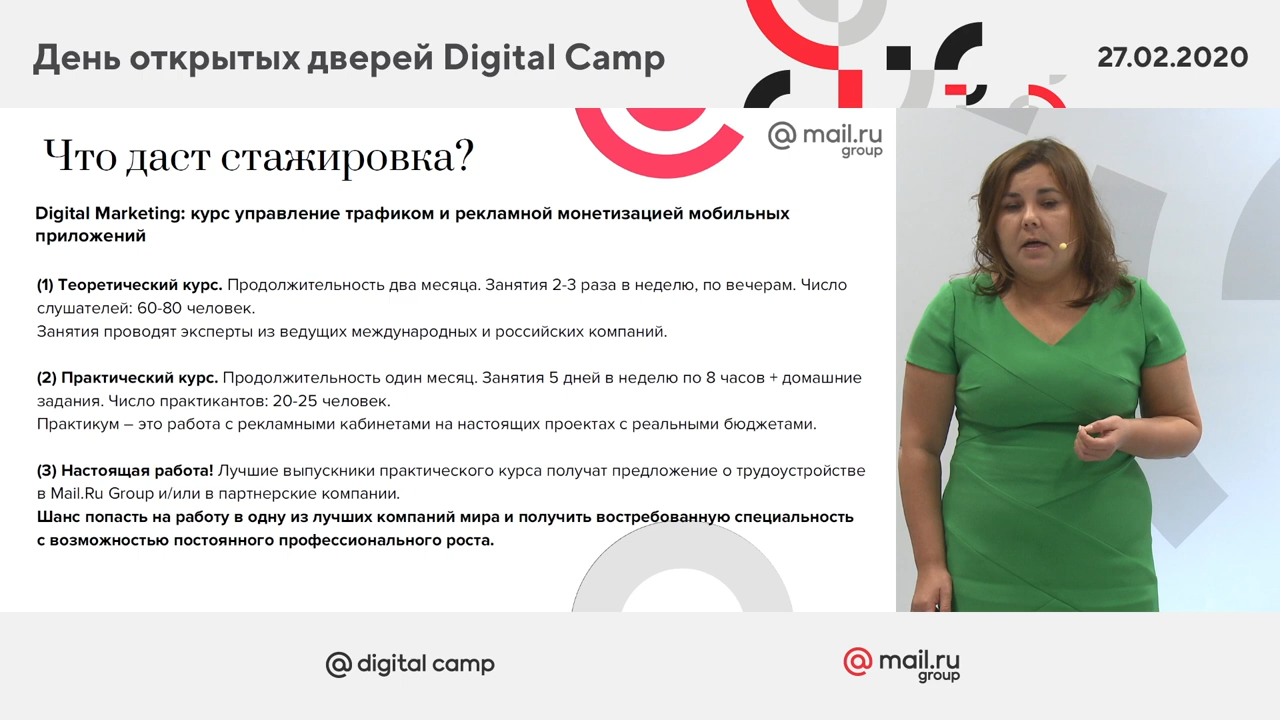 День открытых дверей Digital Camp
27.02.2020
Что даст стажировка?
@ mail.ru
group
Digital Marketing: курс управление трафиком и рекламной монетизацией мобильных
приложений
(1) Теоретический курс. Продолжительность два месяца. Занятия 2-3 раза в неделю, по вечерам. Число
слушателей: 60-80 человек.
Занятия проводят эксперты из ведущих международных и российских компаний.
(2) Практический курс. Продолжительность один месяц. Занятия 5 дней в неделю по 8 часов + домашние
задания. Число практикантов: 20-25 человек.
Практикум – это работа с рекламными кабинетами на настоящих проектах с реальными бюджетами.
(3) Настоящая работа! Лучшие выпускники практического курса получат предложение о трудоустройстве
в Mail.Ru Group и/или в партнерские компании.
Шанс попасть на работу в одну из лучших компаний мира и получить востребованную специальность
с возможностью постоянного профессионального роста.
@ digital camp
@ mail.ru
group